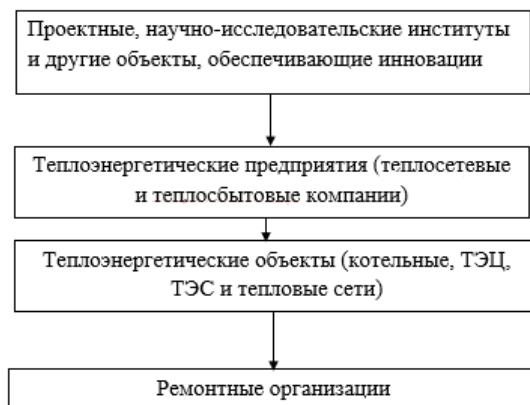 Проектные, научно-исследовательские институты
и другие объекты, обеспечивающие инновации
Теплоэнергетические предприятия (теплосетевые
и теплосбытовые компании)
Теплоэнергетические объекты (котельные, ТЭЦ,
ТЭС и тепловые сети)
Ремонтные организации